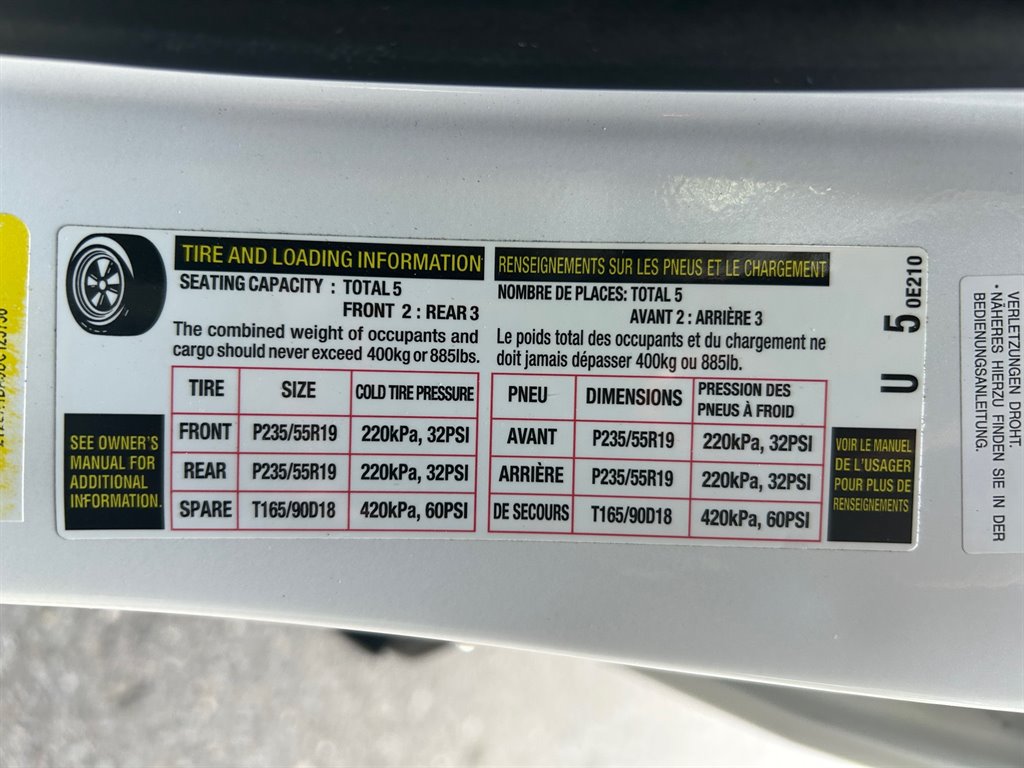 TIRE AND LOADING INFORMATION
SEATING CAPACITY : TOTAL 5
FRONT 2 : REAR 3
The combined weight of occupants and
cargo should never exceed 400kg or 885lbs.
TIRE SIZE COLD TIRE PRESSURE
FRONT P235/55R19 220kPa, 32PSI
REAR P235/55R19 220kPa, 32PSI
SPARE T165/90D18 420kPa, 60PSI
SEE OWNER'S
MANUAL FOR
ADDITIONAL
INFORMATION.
RENSEIGNEMENTS SUR LES PNEUS ET LE CHARGEMENT
NOMBRE DE PLACES: TOTAL 5
AVANT 2 : ARRIÈRE 3
Le poids total des occupants et du chargement ne
doit jamais dépasser 400kg ou 885lb.
PNEU DIMENSIONS PRESSION DES
PNEUS À FROID
AVANT P235/55R19 220kPa, 32PSI
ARRIÈRE P235/55R19 220kPa, 32PSI
DE SECOURS T165/90D18 420kPa, 60PSI
VOIR LE MANUEL
DE L'USAGER
POUR PLUS DE
RENSEIGNEMENTS
U 5 0E210
VERLETZUNGEN DROHT.
• NÄHERES HIERZU FINDEN SIE IN DER
BEDIENUNGSANLEITUNG.